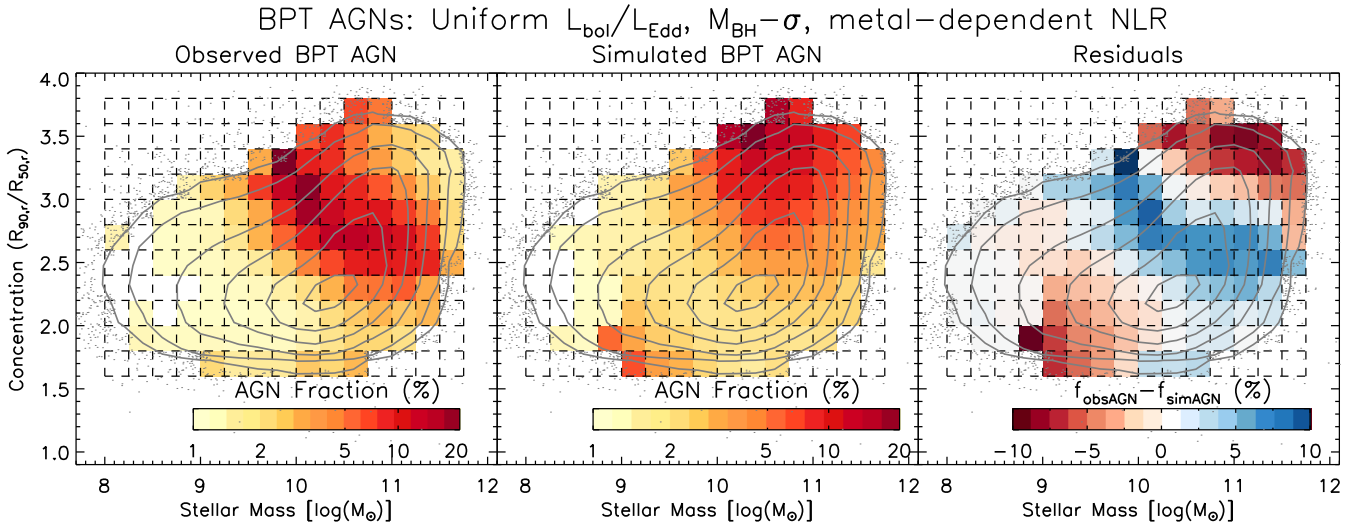 BPT AGNs: Uniform L_bol/L_Edd, M_BH−σ, metal−dependent NLR
Observed BPT AGN
Simulated BPT AGN
Residuals
Concentration (R_90,r/R_50,r)
4.0
3.5
3.0
2.5
2.0
1.5
1.0
AGN Fraction (%)
1 2 5 10 20
AGN Fraction (%)
1 2 5 10 20
f_obsAGN−f_simAGN (%)
−10 −5 0 5 10
8 9 10 11 12
8 9 10 11 12
8 9 10 11 12
Stellar Mass [log(M_⊙)]
Stellar Mass [log(M_⊙)]
Stellar Mass [log(M_⊙)]